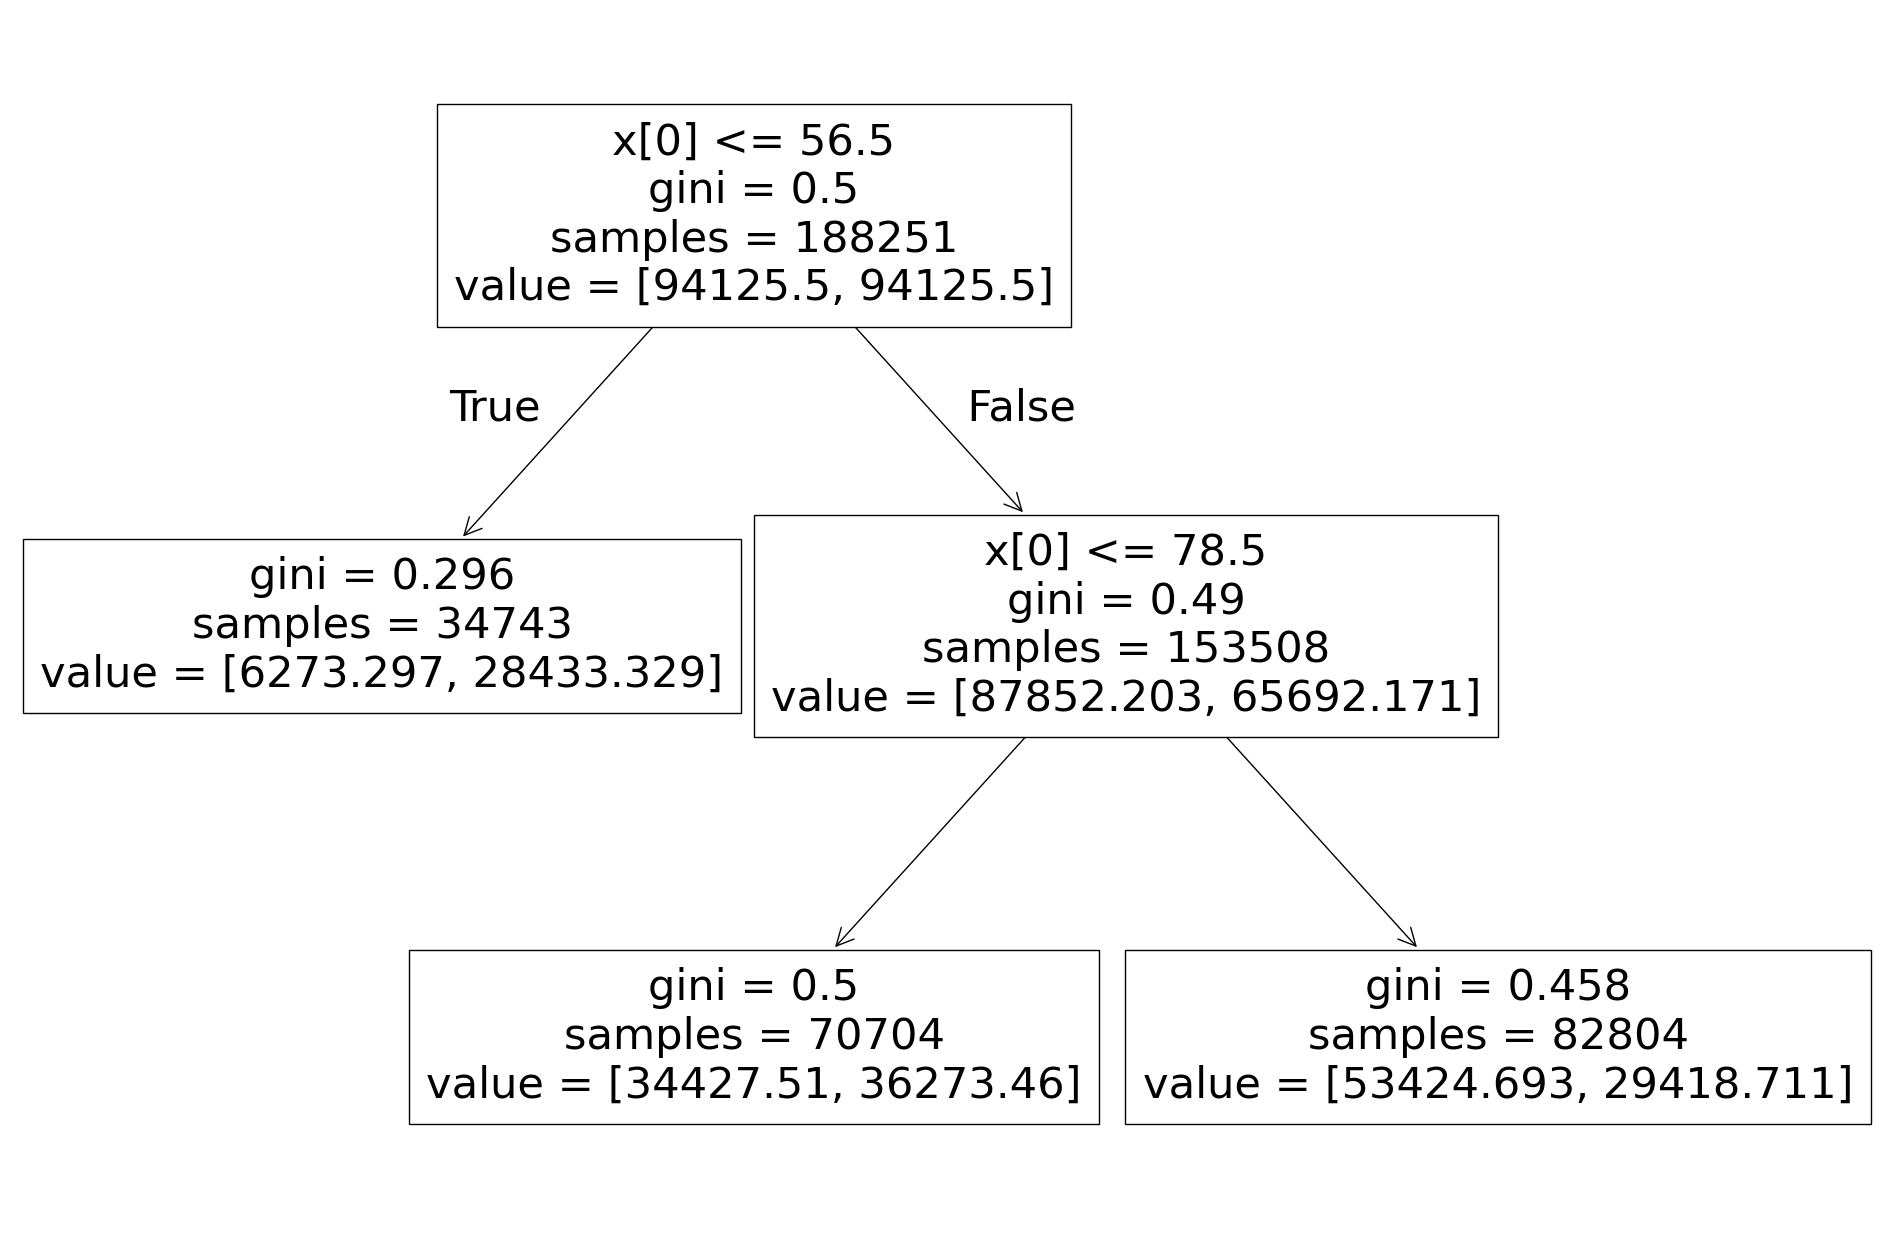 x[0] <= 56.5
gini = 0.5
samples = 188251
value = [94125.5, 94125.5]
True
False
gini = 0.296
samples = 34743
value = [6273.297, 28433.329]
x[0] <= 78.5
gini = 0.49
samples = 153508
value = [87852.203, 65692.171]
gini = 0.5
samples = 70704
value = [34427.51, 36273.46]
gini = 0.458
samples = 82804
value = [53424.693, 29418.711]